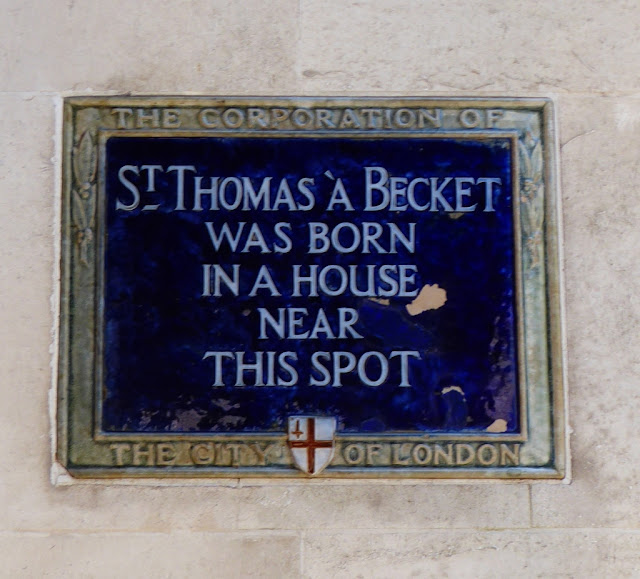 THE CORPORATION OF
ST THOMAS À BECKET
WAS BORN
IN A HOUSE
NEAR
THIS SPOT
THE CITY OF LONDON